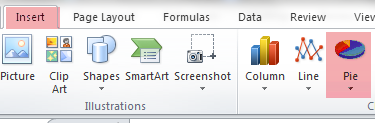 Insert Page Layout Formulas Data Review View
Picture Clip Art Shapes SmartArt Screenshot Column Line Pie
Illustrations